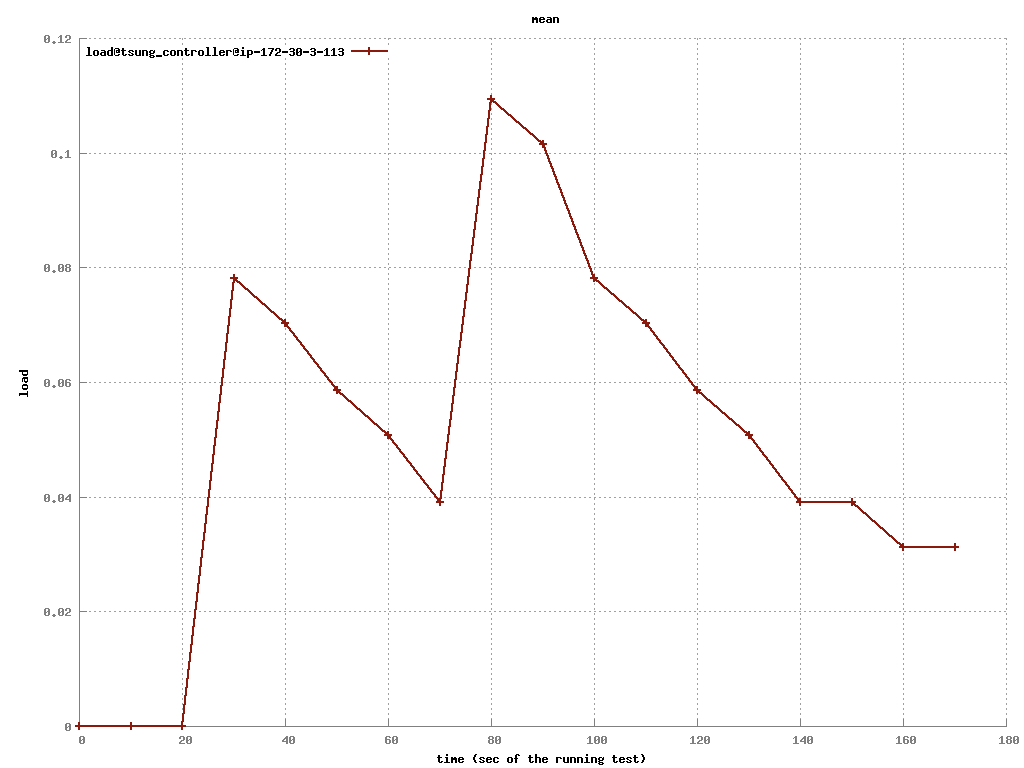 mean
load@tsung_controller@ip-172-30-3-113
0.12
0.1
0.08
0.06
0.04
0.02
0
load
0 20 40 60 80 100 120 140 160 180
time (sec of the running test)